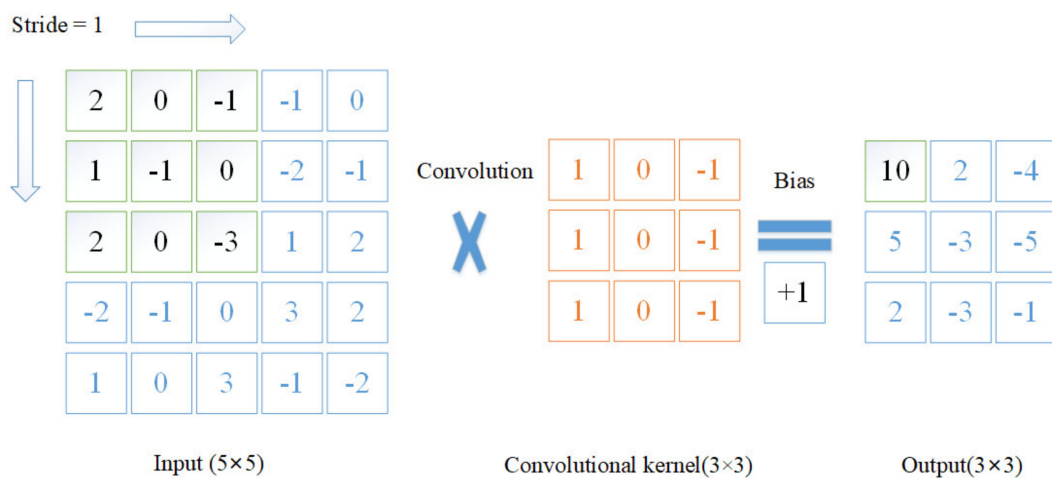 Stride = 1
2 0 -1 -1 0
1 -1 0 -2 -1
2 0 -3 1 2
-2 -1 0 3 2
1 0 3 -1 -2
Input (5×5)
Convolution
1 0 -1
1 0 -1
1 0 -1
Convolutional kernel(3×3)
Bias
+1
10 2 -4
5 -3 -5
2 -3 -1
Output(3×3)